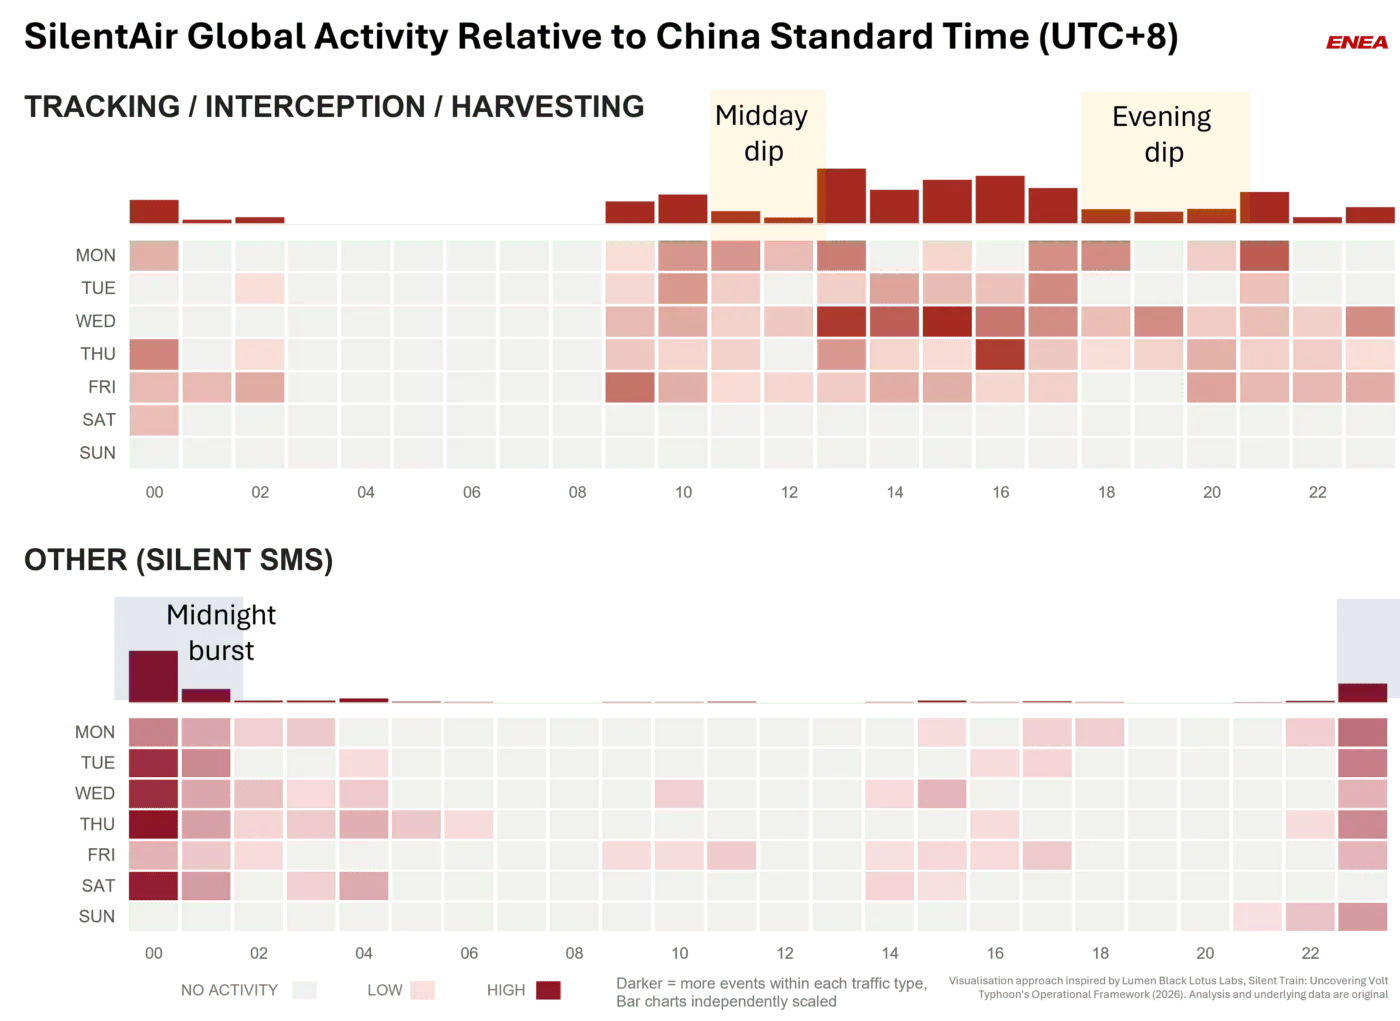 SilentAir Global Activity Relative to China Standard Time (UTC+8)
ENEA
TRACKING / INTERCEPTION / HARVESTING
Midday
dip
Evening
dip
MON
TUE
WED
THU
FRI
SAT
SUN
00 02 04 06 08 10 12 14 16 18 20 22
OTHER (SILENT SMS)
Midnight
burst
MON
TUE
WED
THU
FRI
SAT
SUN
00 02 04 06 08 10 12 14 16 18 20 22
NO ACTIVITY LOW HIGH
Darker = more events within each traffic type,
Bar charts independently scaled
Visualisation approach inspired by Lumen Black Lotus Labs, Silent Train: Uncovering Volt
Typhoon's Operational Framework (2026). Analysis and underlying data are original